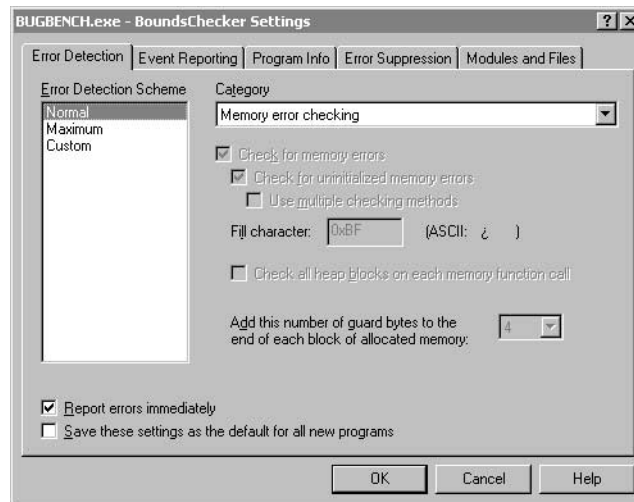 BUGBENCH.exe - BoundsChecker Settings
Error Detection Event Reporting Program Info Error Suppression Modules and Files
Error Detection Scheme
Normal
Maximum
Custom
Category
Memory error checking
Check for memory errors
Check for uninitialized memory errors
Use multiple checking methods
Fill character: 0xBF (ASCII: ¿ )
Check all heap blocks on each memory function call
Add this number of guard bytes to the
end of each block of allocated memory:
4
Report errors immediately
Save these settings as the default for all new programs
OK Cancel Help